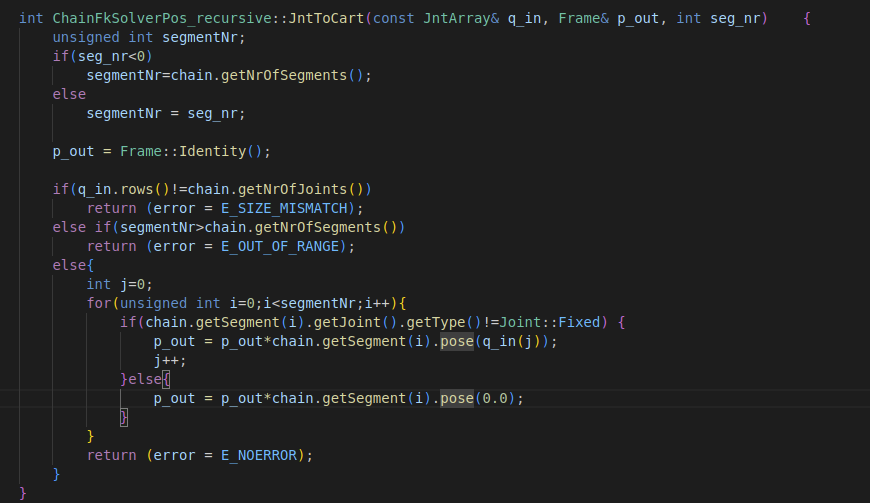 int ChainFkSolverPos_recursive::JntToCart(const JntArray& q_in, Frame& p_out, int seg_nr)    {
    unsigned int segmentNr;
    if(seg_nr<0)
        segmentNr=chain.getNrOfSegments();
    else
        segmentNr = seg_nr;

    p_out = Frame::Identity();

    if(q_in.rows()!=chain.getNrOfJoints())
        return (error = E_SIZE_MISMATCH);
    else if(segmentNr>chain.getNrOfSegments())
        return (error = E_OUT_OF_RANGE);
    else{
        int j=0;
        for(unsigned int i=0;i<segmentNr;i++){
            if(chain.getSegment(i).getJoint().getType()!=Joint::Fixed) {
                p_out = p_out*chain.getSegment(i).pose(q_in(j));
                j++;
            }else{
                p_out = p_out*chain.getSegment(i).pose(0.0);
            }
        }
        return (error = E_NOERROR);
    }
}